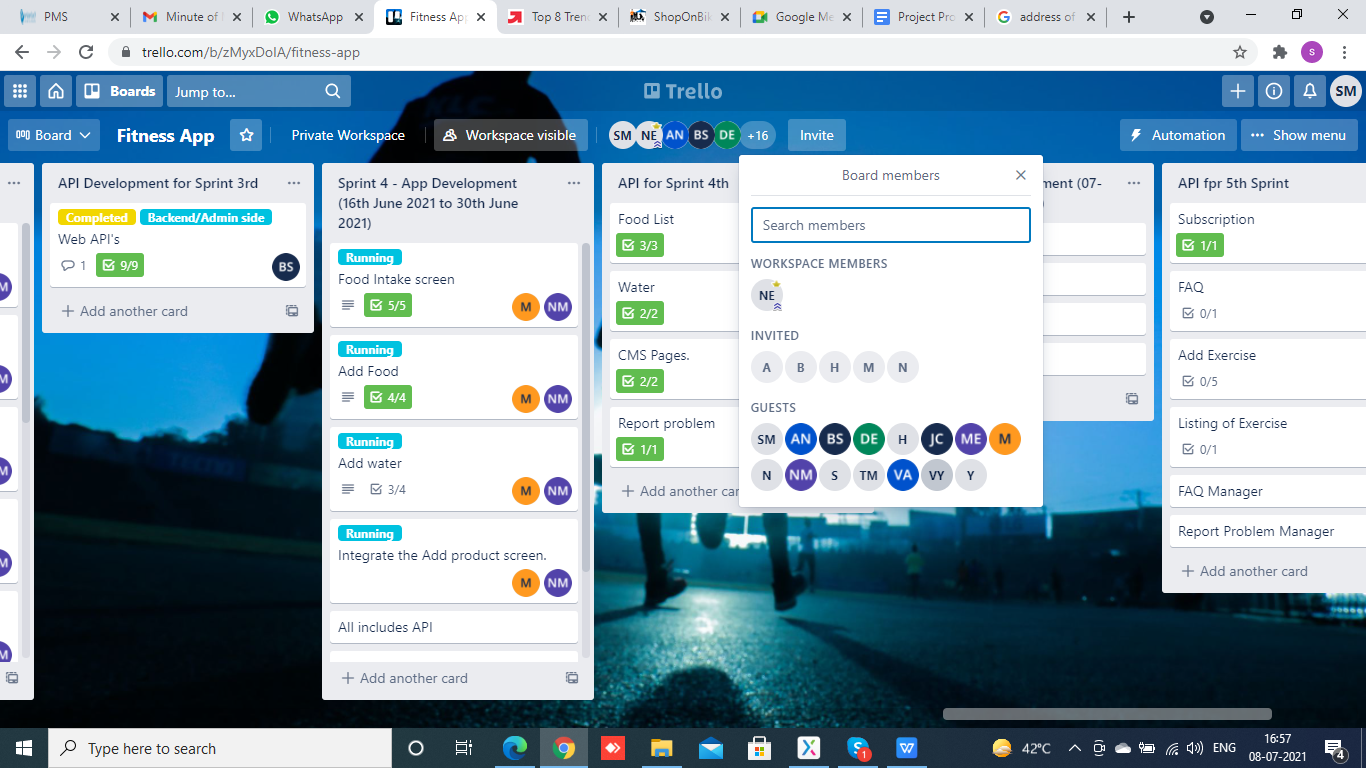 PMS
Minute of
WhatsApp
Fitness App
Top 8 Tren
ShopOnBik
Google Me
Project Pro
address of
trello.com/b/zMyxDoIA/fitness-app
S
Boards
Jump to...
Trello
SM
Board
Fitness App
Private Workspace
Workspace visible
SM
NE
AN
BS
DE
+16
Invite
Automation
Show menu
API Development for Sprint 3rd
Completed
Backend/Admin side
Web API's
1
9/9
BS
+ Add another card
Sprint 4 - App Development
(16th June 2021 to 30th June
2021)
Running
Food Intake screen
5/5
M
NM
Running
Add Food
4/4
M
NM
Running
Add water
3/4
M
NM
Running
Integrate the Add product screen.
M
NM
All includes API
+ Add another card
API for Sprint 4th
Food List
3/3
Water
2/2
CMS Pages.
2/2
Report problem
1/1
+ Add another car
Board members
Search members
WORKSPACE MEMBERS
NE
INVITED
A B H M N
GUESTS
SM AN BS DE H JC ME M
N NM S TM VA VY Y
ment (07-
API fpr 5th Sprint
Subscription
1/1
FAQ
0/1
Add Exercise
0/5
Listing of Exercise
0/1
FAQ Manager
Report Problem Manager
+ Add another card
Type here to search
1
42°C
ENG
16:57
08-07-2021
4